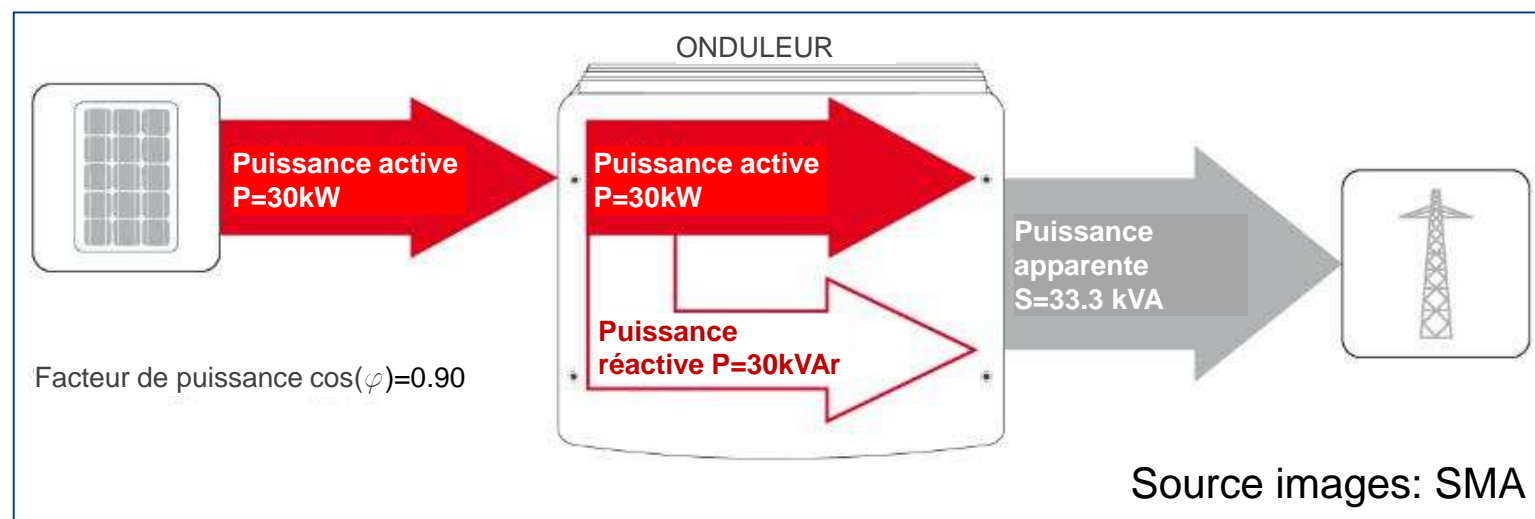 ONDULEUR
Puissance active
P=30kW
Puissance active
P=30kW
Puissance
apparente
S=33.3 kVA
Puissance
réactive P=30kVAr
Facteur de puissance cos(φ)=0.90
Source images: SMA